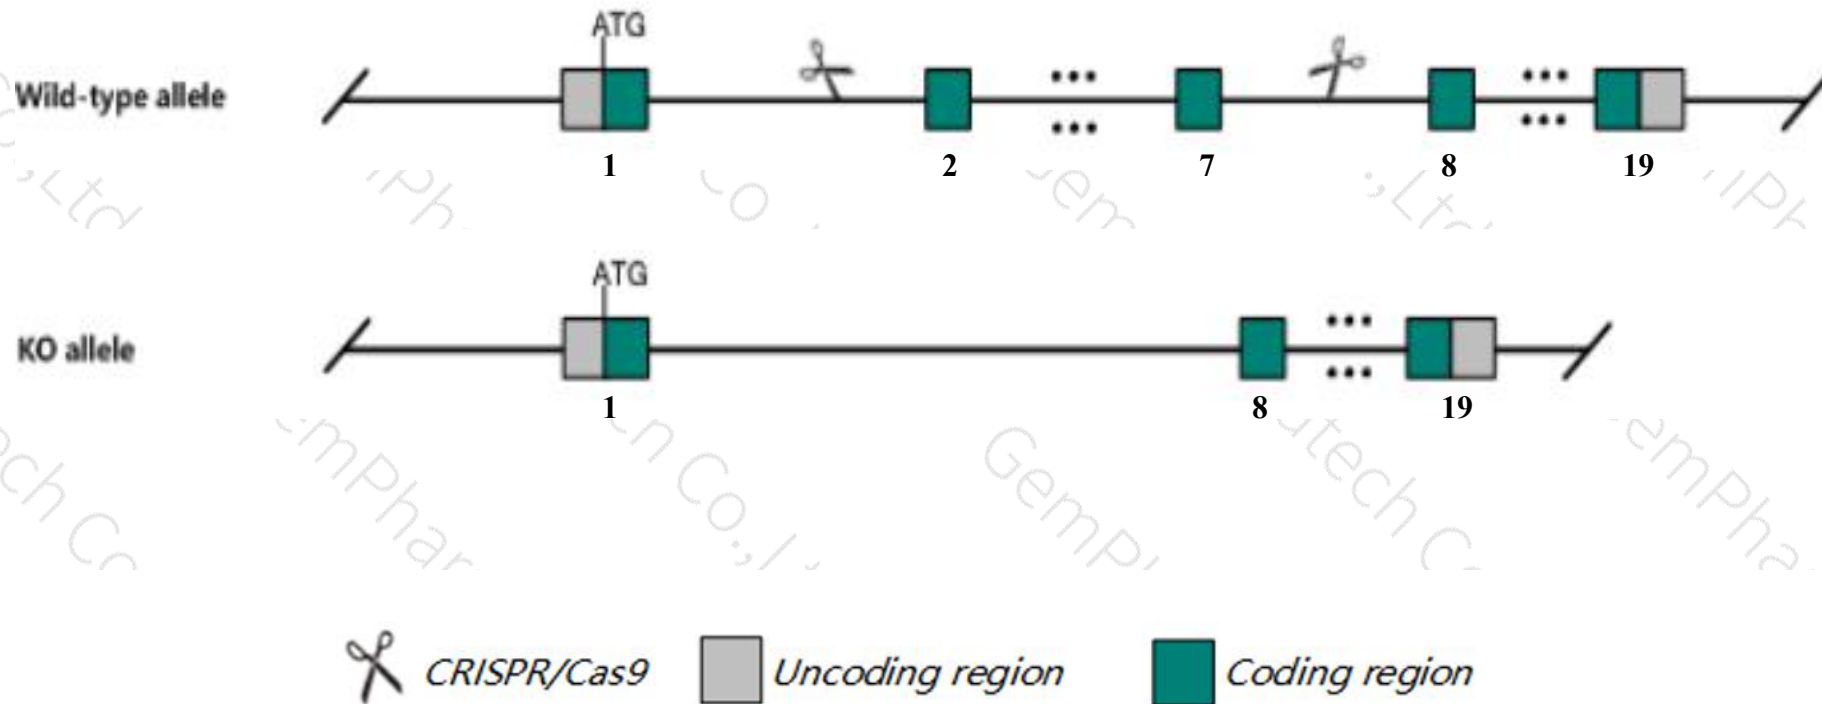 ATG
Wild-type allele
1 2 7 8 19
ATG
KO allele
1 8 19
CRISPR/Cas9 Uncoding region Coding region